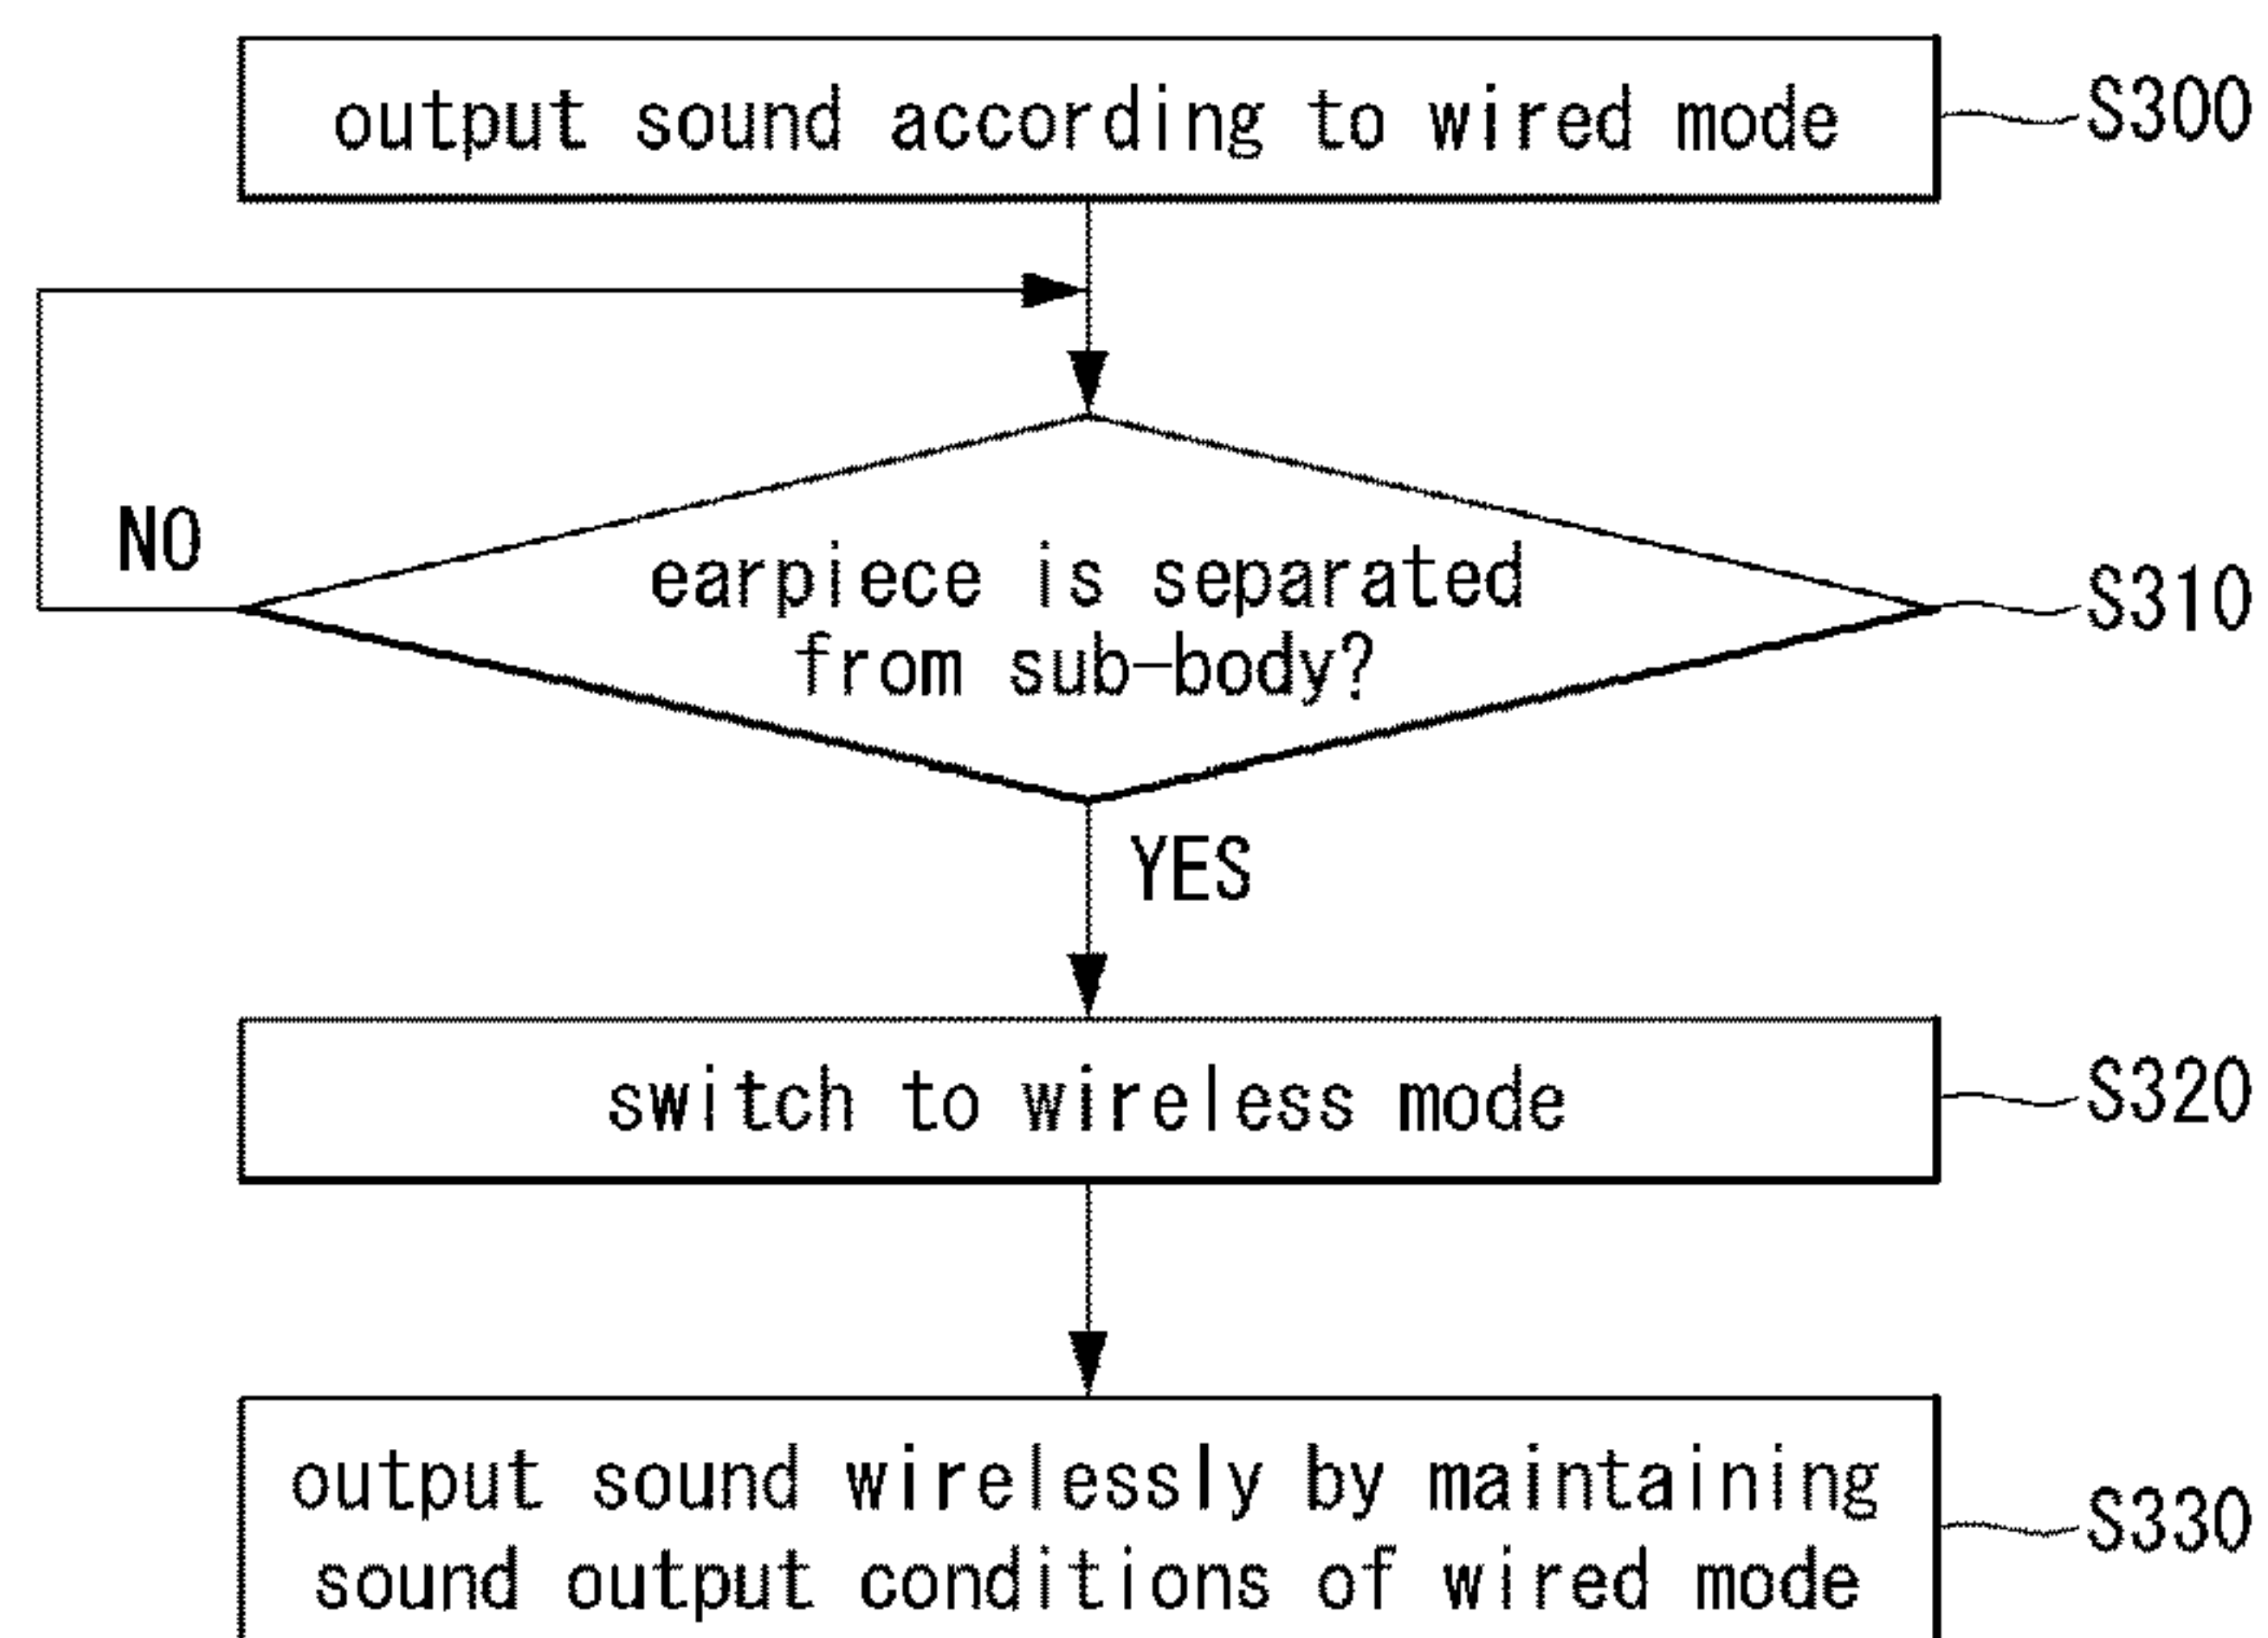 output sound according to wired mode
S300
NO
earpiece is separated
from sub-body?
S310
YES
switch to wireless mode
S320
output sound wirelessly by maintaining
sound output conditions of wired mode
S330